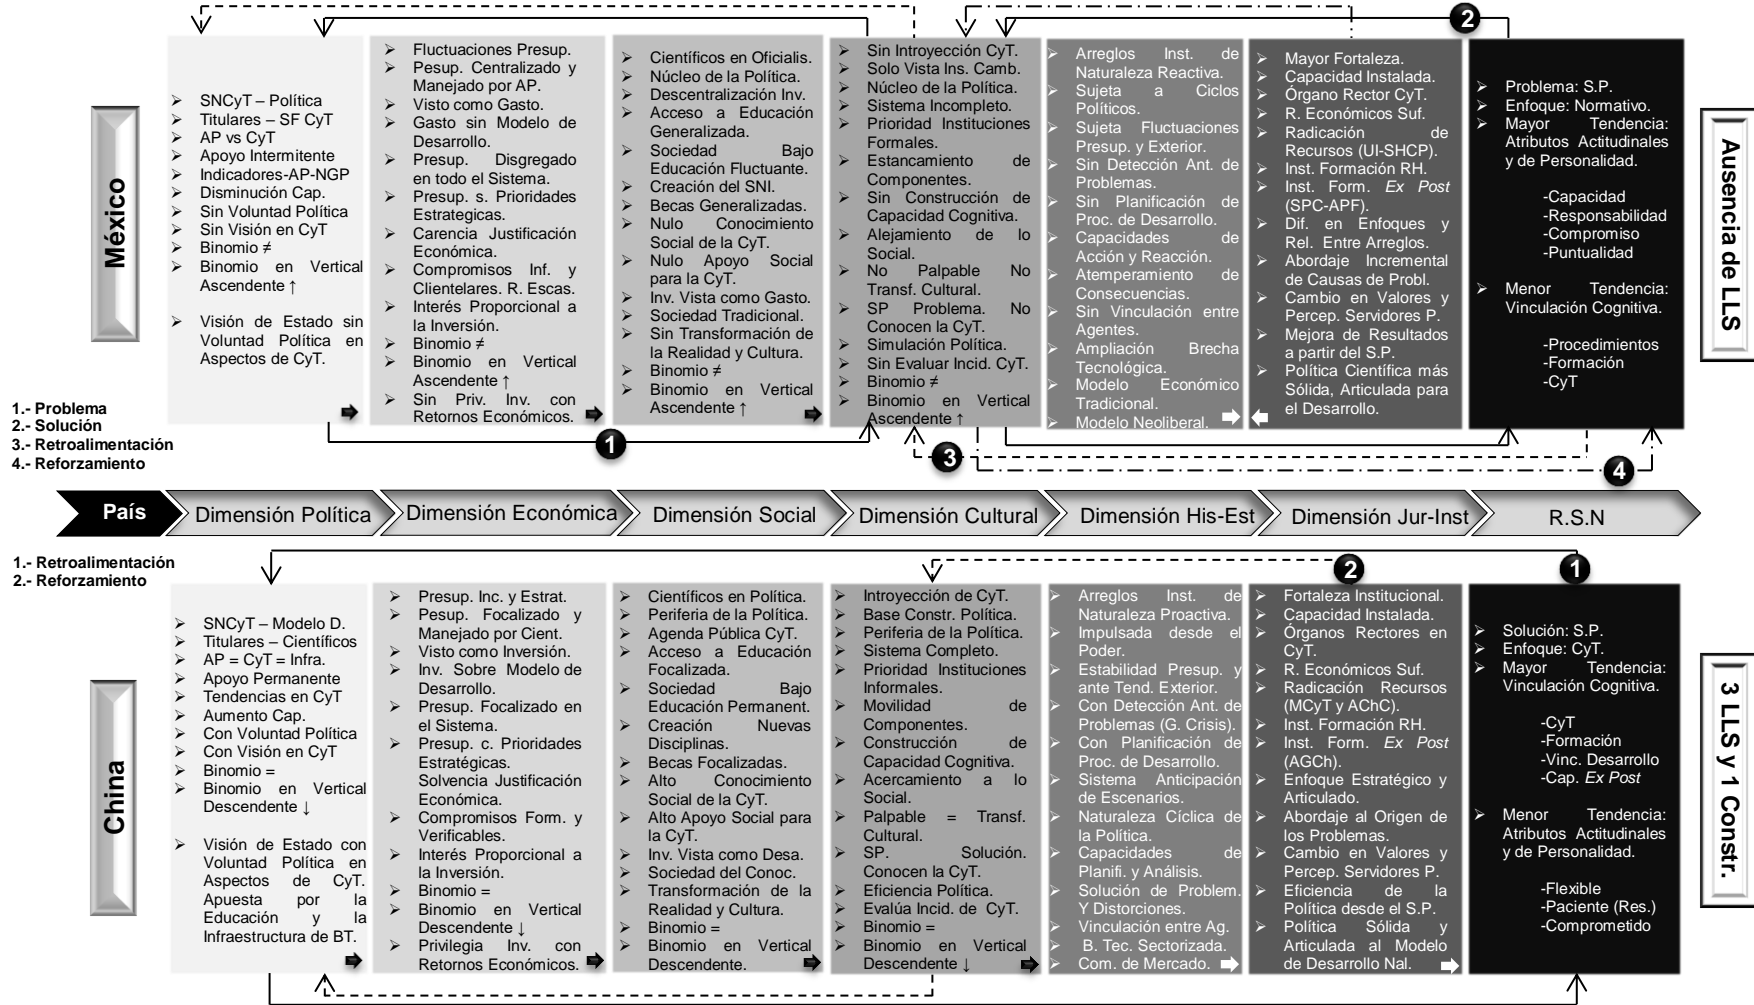 2
México
➢ SNCyT – Política
➢ Titulares – SF CyT
➢ AP vs CyT
➢ Apoyo Intermitente
➢ Indicadores-AP-NGP
➢ Disminución Cap.
➢ Sin Voluntad Política
➢ Sin Visión en CyT
➢ Binomio ≠
➢ Binomio en Vertical
Ascendente ↑
➢ Visión de Estado sin
Voluntad Política en
Aspectos de CyT.
➢ Fluctuaciones Presup.
➢ Pesup. Centralizado y
Manejado por AP.
➢ Visto como Gasto.
➢ Gasto sin Modelo de
Desarrollo.
➢ Presup. Disgregado
en todo el Sistema.
➢ Presup. s. Prioridades
Estrategicas.
➢ Carencia Justificación
Económica.
➢ Compromisos Inf. y
Clientelares. R. Escas.
➢ Interés Proporcional a
la Inversión.
➢ Binomio ≠
➢ Binomio en Vertical
Ascendente ↑
➢ Sin Priv. Inv. con
Retornos Económicos.
➢ Científicos en Oficialis.
➢ Núcleo de la Política.
➢ Descentralización Inv.
➢ Acceso a Educación
Generalizada.
➢ Sociedad Bajo
Educación Fluctuante.
➢ Creación del SNI.
➢ Becas Generalizadas.
➢ Nulo Conocimiento
Social de la CyT.
➢ Nulo Apoyo Social
para la CyT.
➢ Inv. Vista como Gasto.
➢ Sociedad Tradicional.
➢ Sin Transformación de
la Realidad y Cultura.
➢ Binomio ≠
➢ Binomio en Vertical
Ascendente ↑
➢ Sin Introyección CyT.
➢ Solo Vista Ins. Camb.
➢ Núcleo de la Política.
➢ Sistema Incompleto.
➢ Prioridad Instituciones
Formales.
➢ Estancamiento de
Componentes.
➢ Sin Construcción de
Capacidad Cognitiva.
➢ Alejamiento de lo
Social.
➢ No Palpable No
Transf. Cultural.
➢ SP Problema. No
Conocen la CyT.
➢ Simulación Política.
➢ Sin Evaluar Incid. CyT.
➢ Binomio ≠
➢ Binomio en Vertical
Ascendente ↑
➢ Arreglos Inst. de
Naturaleza Reactiva.
➢ Sujeta a Ciclos
Políticos.
➢ Sujeta Fluctuaciones
Presup. y Exterior.
➢ Sin Detección Ant. de
Problemas.
➢ Sin Planificación de
Proc. de Desarrollo.
➢ Capacidades de
Acción y Reacción.
➢ Atemperamiento de
Consecuencias.
➢ Sin Vinculación entre
Agentes.
➢ Ampliación Brecha
Tecnológica.
➢ Modelo Económico
Tradicional.
➢ Modelo Neoliberal.
➢ Mayor Fortaleza.
➢ Capacidad Instalada.
➢ Órgano Rector CyT.
➢ R. Económicos Suf.
➢ Radicación de
Recursos (UI-SHCP).
➢ Inst. Formación RH.
➢ Inst. Form. Ex Post
(SPC-APF).
➢ Dif. en Enfoques y
Rel. Entre Arreglos.
➢ Abordaje Incremental
de Causas de Probl.
➢ Cambio en Valores y
Percep. Servidores P.
➢ Mejora de Resultados
a partir del S.P.
➢ Política Científica más
Sólida, Articulada para
el Desarrollo.
➢ Problema: S.P.
➢ Enfoque: Normativo.
➢ Mayor Tendencia:
Atributos Actitudinales
y de Personalidad.
-Capacidad
-Responsabilidad
-Compromiso
-Puntualidad
➢ Menor Tendencia:
Vinculación Cognitiva.
-Procedimientos
-Formación
-CyT
Ausencia de LLS
1.- Problema
2.- Solución
3.- Retroalimentación
4.- Reforzamiento
1
3
4
País
Dimensión Política
Dimensión Económica
Dimensión Social
Dimensión Cultural
Dimensión His-Est
Dimensión Jur-Inst
R.S.N
1.- Retroalimentación
2.- Reforzamiento
2
1
China
➢ SNCyT – Modelo D.
➢ Titulares – Científicos
➢ AP = CyT = Infra.
➢ Apoyo Permanente
➢ Tendencias en CyT
➢ Aumento Cap.
➢ Con Voluntad Política
➢ Con Visión en CyT
➢ Binomio =
➢ Binomio en Vertical
Descendente ↓
➢ Visión de Estado con
Voluntad Política en
Aspectos de CyT.
Apuesta por la
Educación y la
Infraestructura de BT.
➢ Presup. Inc. y Estrat.
➢ Pesup. Focalizado y
Manejado por Cient.
➢ Visto como Inversión.
➢ Inv. Sobre Modelo de
Desarrollo.
➢ Presup. Focalizado en
el Sistema.
➢ Presup. c. Prioridades
Estratégicas.
Solvencia Justificación
Económica.
➢ Compromisos Form. y
Verificables.
➢ Interés Proporcional a
la Inversión.
➢ Binomio =
➢ Binomio en Vertical
Descendente ↓
➢ Privilegia Inv. con
Retornos Económicos.
➢ Científicos en Política.
➢ Periferia de la Política.
➢ Agenda Pública CyT.
➢ Acceso a Educación
Focalizada.
➢ Sociedad Bajo
Educación Permanent.
➢ Creación Nuevas
Disciplinas.
➢ Becas Focalizadas.
➢ Alto Conocimiento
Social de la CyT.
➢ Alto Apoyo Social para
la CyT.
➢ Inv. Vista como Desa.
➢ Sociedad del Conoc.
➢ Transformación de la
Realidad y Cultura.
➢ Binomio =
➢ Binomio en Vertical
Descendente.
➢ Introyección de CyT.
➢ Base Constr. Política.
➢ Periferia de la Política.
➢ Sistema Completo.
➢ Prioridad Instituciones
Informales.
➢ Movilidad de
Componentes.
➢ Construcción de
Capacidad Cognitiva.
➢ Acercamiento a lo
Social.
➢ Palpable = Transf.
Cultural.
➢ SP. Solución.
Conocen la CyT.
➢ Eficiencia Política.
➢ Evalúa Incid. de CyT.
➢ Binomio =
➢ Binomio en Vertical
Descendente ↓
➢ Arreglos Inst. de
Naturaleza Proactiva.
➢ Impulsada desde el
Poder.
➢ Estabilidad Presup. y
ante Tend. Exterior.
➢ Con Detección Ant. de
Problemas (G. Crisis).
➢ Con Planificación de
Proc. de Desarrollo.
➢ Sistema Anticipación
de Escenarios.
➢ Naturaleza Cíclica de
la Política.
➢ Capacidades de
Planifi. y Análisis.
➢ Solución de Problem.
Y Distorciones.
➢ Vinculación entre Ag.
➢ B. Tec. Sectorizada.
➢ Com. de Mercado.
➢ Fortaleza Institucional.
➢ Capacidad Instalada.
➢ Órganos Rectores en
CyT.
➢ R. Económicos Suf.
➢ Radicación Recursos
(MCyT y AChC).
➢ Inst. Formación RH.
➢ Inst. Form. Ex Post
(AGCh).
➢ Enfoque Estratégico y
Articulado.
➢ Abordaje al Origen de
los Problemas.
➢ Cambio en Valores y
Percep. Servidores P.
➢ Eficiencia de la
Política desde el S.P.
➢ Política Sólida y
Articulada al Modelo
de Desarrollo Nal.
➢ Solución: S.P.
➢ Enfoque: CyT.
➢ Mayor Tendencia:
Vinculación Cognitiva.
-CyT
-Formación
-Vinc. Desarrollo
-Cap. Ex Post
➢ Menor Tendencia:
Atributos Actitudinales
y de Personalidad.
-Flexible
-Paciente (Res.)
-Comprometido
3 LLS y 1 Constr.